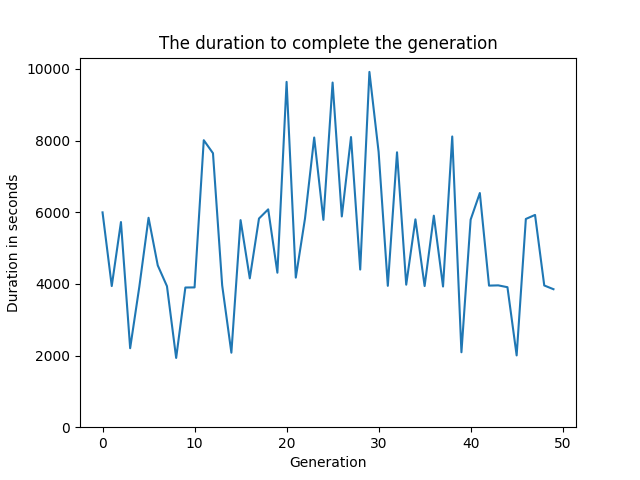 The duration to complete the generation
10000
8000
6000
4000
2000
0
Duration in seconds
0 10 20 30 40 50
Generation